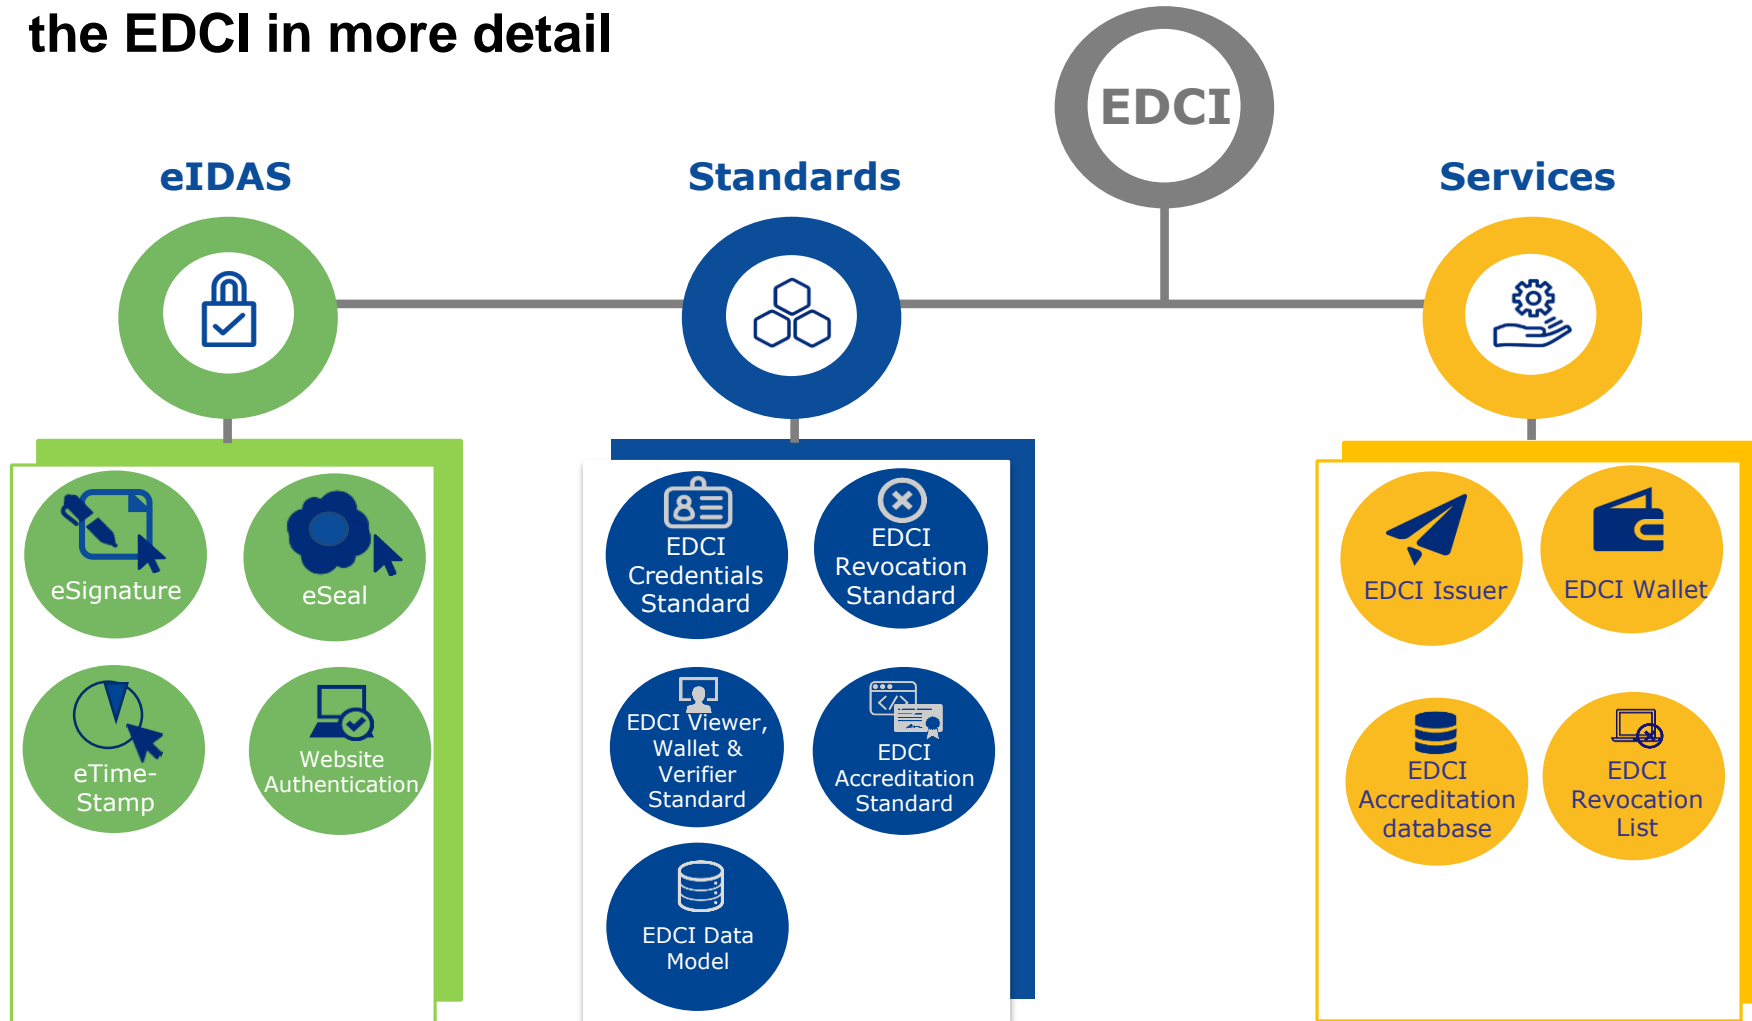 the EDCI in more detail
EDCI
eIDAS
Standards
Services
eSignature
eSeal
eTime-
Stamp
Website
Authentication
EDCI
Credentials
Standard
EDCI
Revocation
Standard
EDCI Viewer,
Wallet &
Verifier
Standard
EDCI
Accreditation
Standard
EDCI Data
Model
EDCI Issuer
EDCI Wallet
EDCI
Accreditation
database
EDCI
Revocation
List